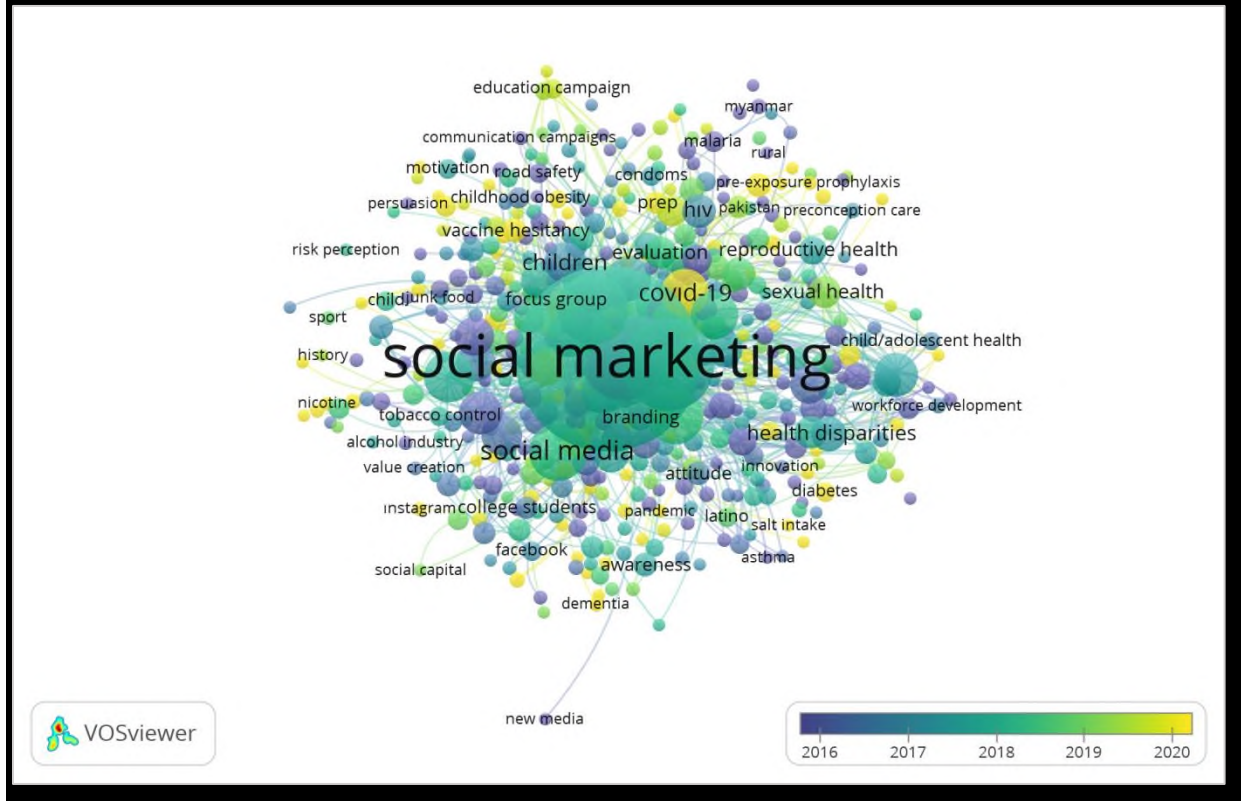 education campaign
myanmar
communication campaigns
malaria
rural
motivation
road safety
condoms
pre-exposure prophylaxis
persuasion
childhood obesity
prep
hiv
pakistan
preconception care
vaccine hesitancy
risk perception
children
evaluation
reproductive health
child
junk food
focus group
covid-19
sexual health
sport
history
social marketing
child/adolescent health
nicotine
tobacco control
branding
workforce development
alcohol industry
social media
health disparities
value creation
attitude
innovation
diabetes
instagram
college students
pandemic
latino
salt intake
facebook
asthma
social capital
awareness
dementia
new media
VOSviewer
2016
2017
2018
2019
2020